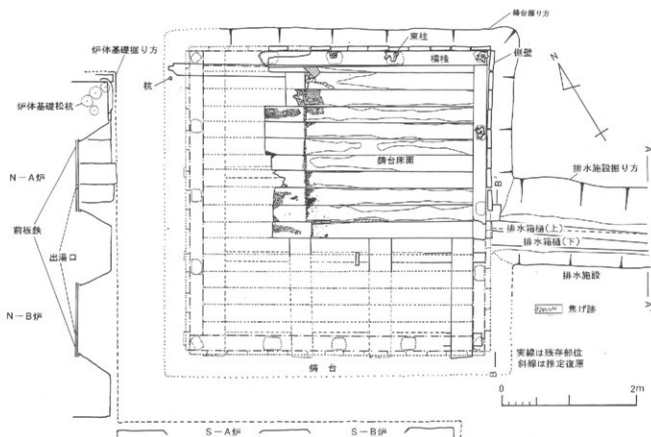 鋳台掘り方
束柱
横桟
側壁
炉体基礎掘り方
杭
炉体基礎松杭
N
N-A炉
鋳台床面
排水施設掘り方
A
B
前板鉄
出湯口
排水箱樋(上)
排水箱樋(下)
排水施設
A
N-B炉
焦げ跡
実線は残存部位
斜線は推定復原
B
鋳台
0
2m
S-A炉
S-B炉